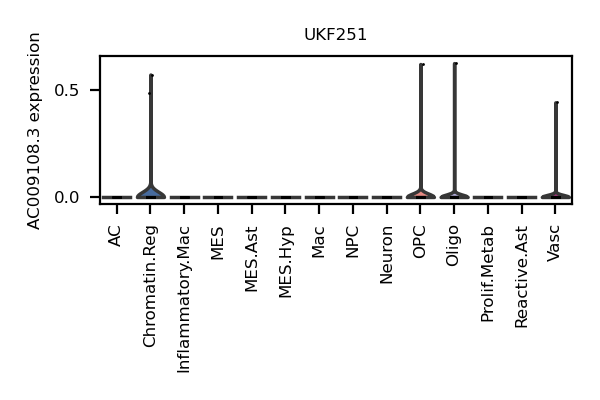 UKF251
AC009108.3 expression
0.5
0.0
AC
Chromatin.Reg
Inflammatory.Mac
MES
MES.Ast
MES.Hyp
Mac
NPC
Neuron
OPC
Oligo
Prolif.Metab
Reactive.Ast
Vasc